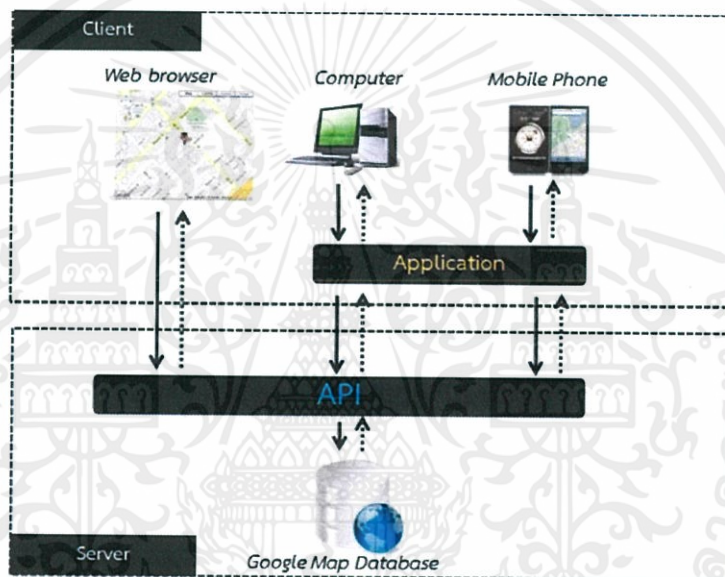 Client
Web browser
Computer
Mobile Phone
Application
API
Server
Google Map Database